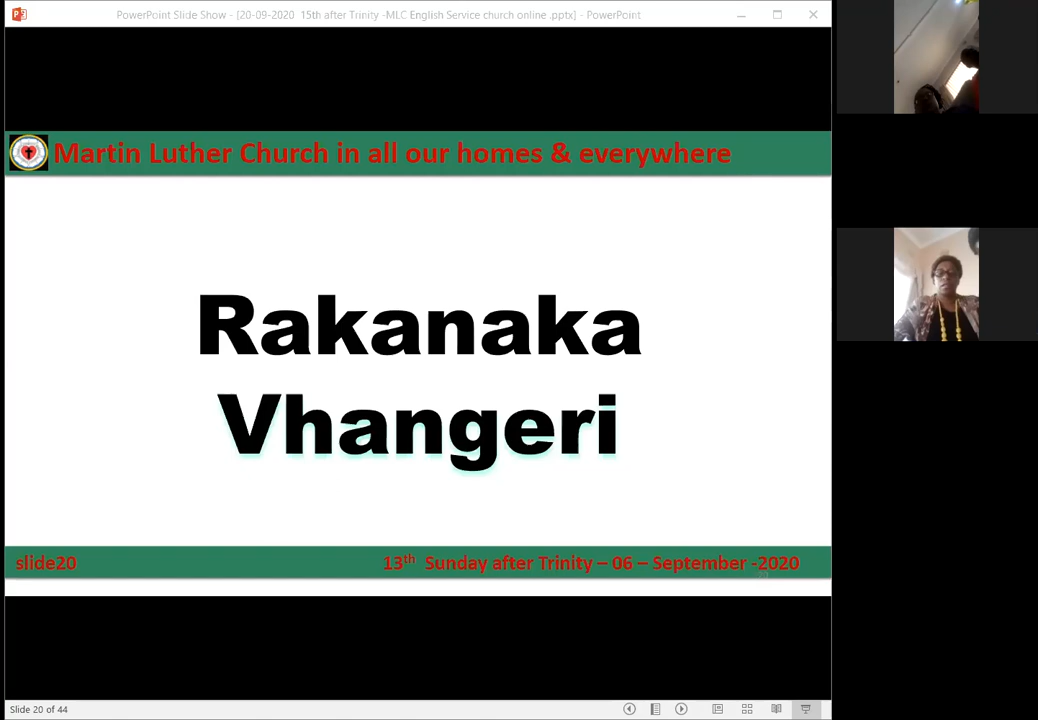 PowerPoint Slide Show - [20-09-2020 15th after Trinity -MLC English Service church online .pptx] - PowerPoint
Martin Luther Church in all our homes & everywhere
Rakanaka
Vhangeri
slide20
13th Sunday after Trinity – 06 – September -2020
Slide 20 of 44